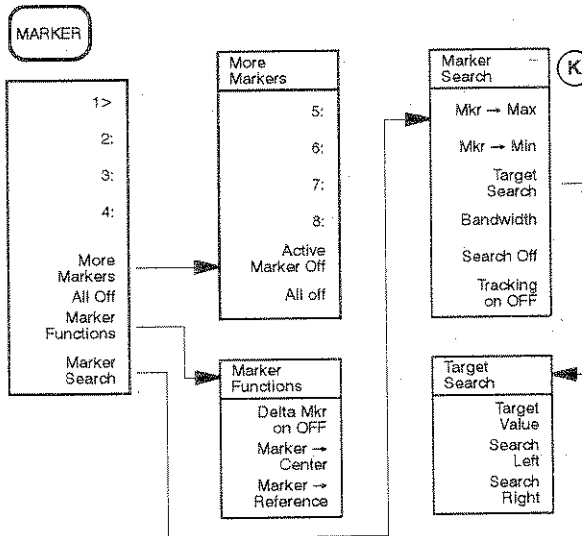 MARKER
1>
2:
3:
4:
More
Markers
All Off
Marker
Functions
Marker
Search
More
Markers
5:
6:
7:
8:
Active
Marker Off
All off
Marker
Functions
Delta Mkr
on OFF
Marker →
Center
Marker →
Reference
Marker
Search
K
Mkr → Max
Mkr → Min
Target
Search
Bandwidth
Search Off
Tracking
on OFF
Target
Search
Target
Value
Search
Left
Search
Right